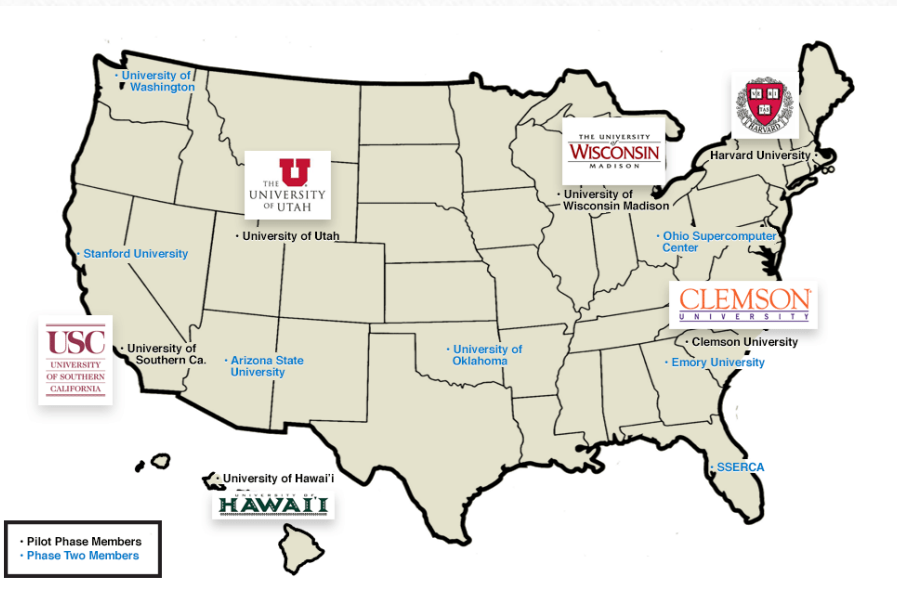 · University of
Washington
HARVARD
THE UNIVERSITY
of
WISCONSIN
MADISON
Harvard University ·
U
THE
UNIVERSITY
OF UTAH
· University of
Wisconsin Madison
· University of Utah
· Ohio Supercomputer
Center
· Stanford University
CLEMSON
UNIVERSITY
USC
UNIVERSITY
OF SOUTHERN
CALIFORNIA
· University of
Southern Ca.
· Clemson University
· Arizona State
University
· University of
Oklahoma
· Emory University
· SSERCA
· University of Hawai'i
UNIVERSITY OF
HAWAI'I
· Pilot Phase Members
· Phase Two Members